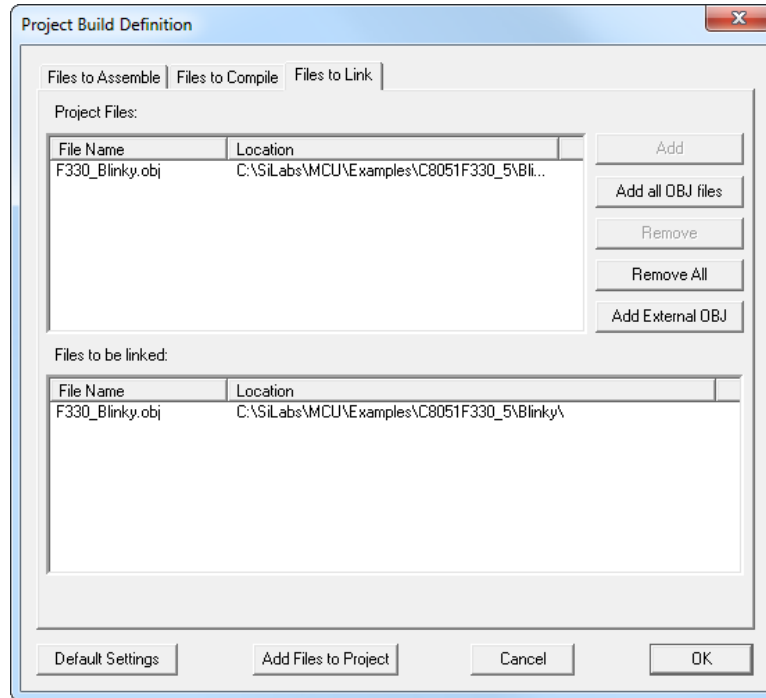 Project Build Definition
Files to Assemble Files to Compile Files to Link
Project Files:
File Name Location
F330_Blinky.obj C:\SiLabs\MCU\Examples\C8051F330_5\Bli...
Add
Add all OBJ files
Remove
Remove All
Add External OBJ
Files to be linked:
File Name Location
F330_Blinky.obj C:\SiLabs\MCU\Examples\C8051F330_5\Blinky\
Default Settings Add Files to Project Cancel OK